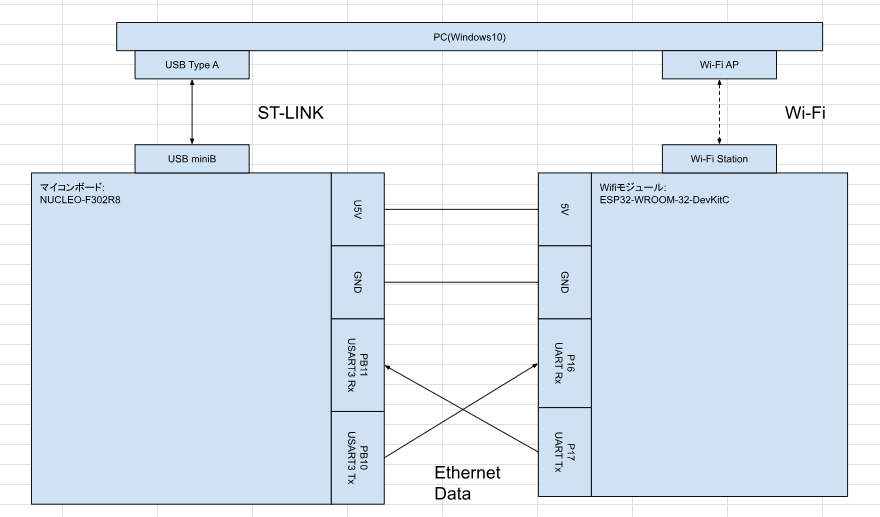 PC(Windows10)
USB Type A
Wi-Fi AP
ST-LINK
Wi-Fi
USB miniB
Wi-Fi Station
マイコンボード:
NUCLEO-F302R8
U5V
GND
PB11
USART3 Rx
PB10
USART3 Tx
5V
GND
P16
UART Rx
P17
UART Tx
Wifiモジュール:
ESP32-WROOM-32-DevKitC
Ethernet
Data